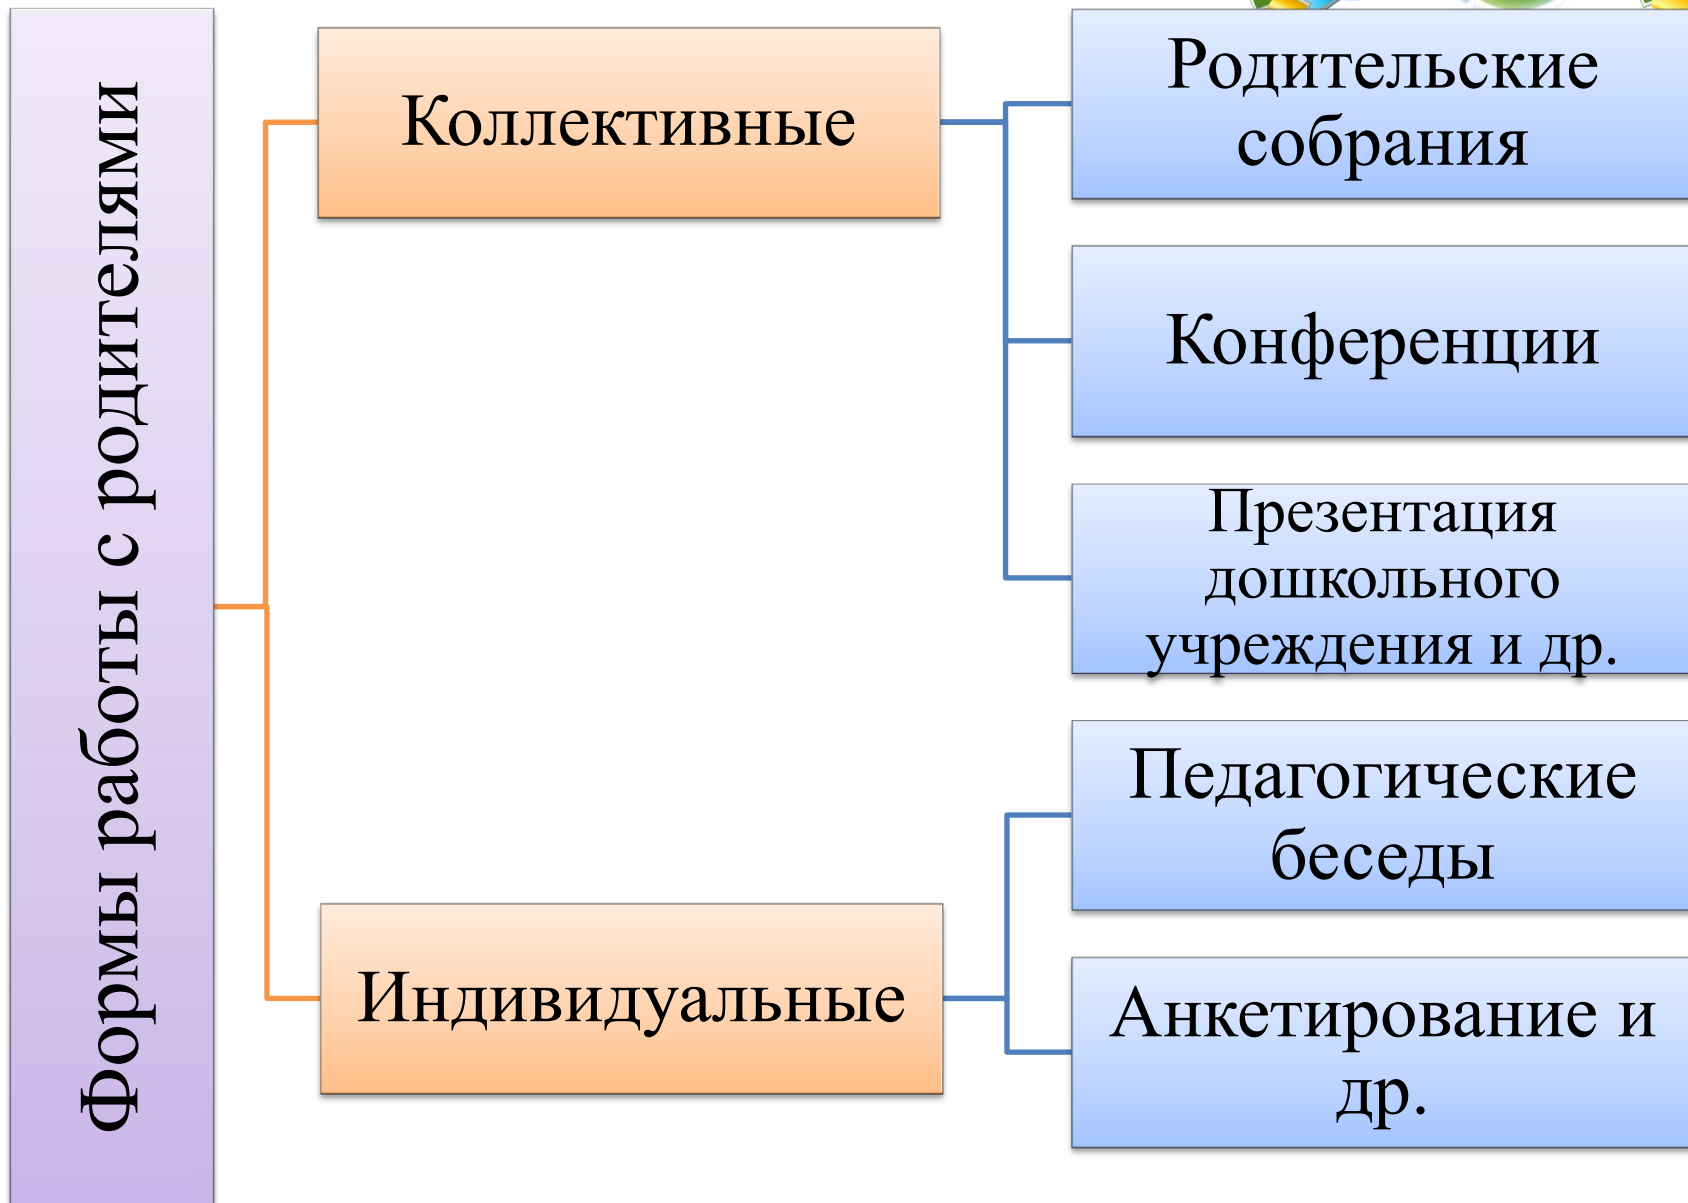 Формы работы с родителями
Коллективные
Родительские
собрания
Конференции
Презентация
дошкольного
учреждения и др.
Индивидуальные
Педагогические
беседы
Анкетирование и
др.